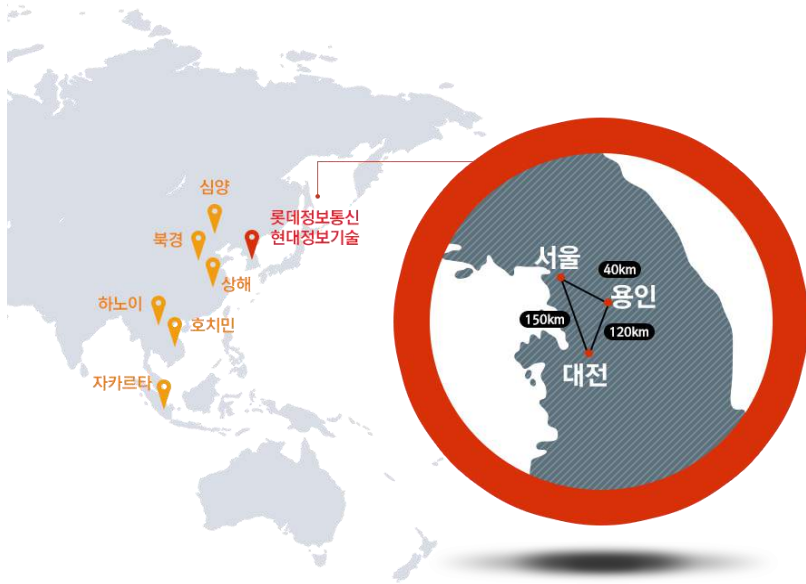 심양
롯데정보통신
현대정보기술
북경
상해
하노이
호치민
자카르타
서울
40km
용인
150km
120km
대전